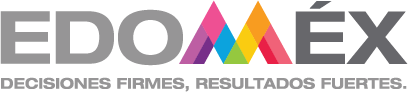 EDOMÉX
DECISIONES FIRMES, RESULTADOS FUERTES.